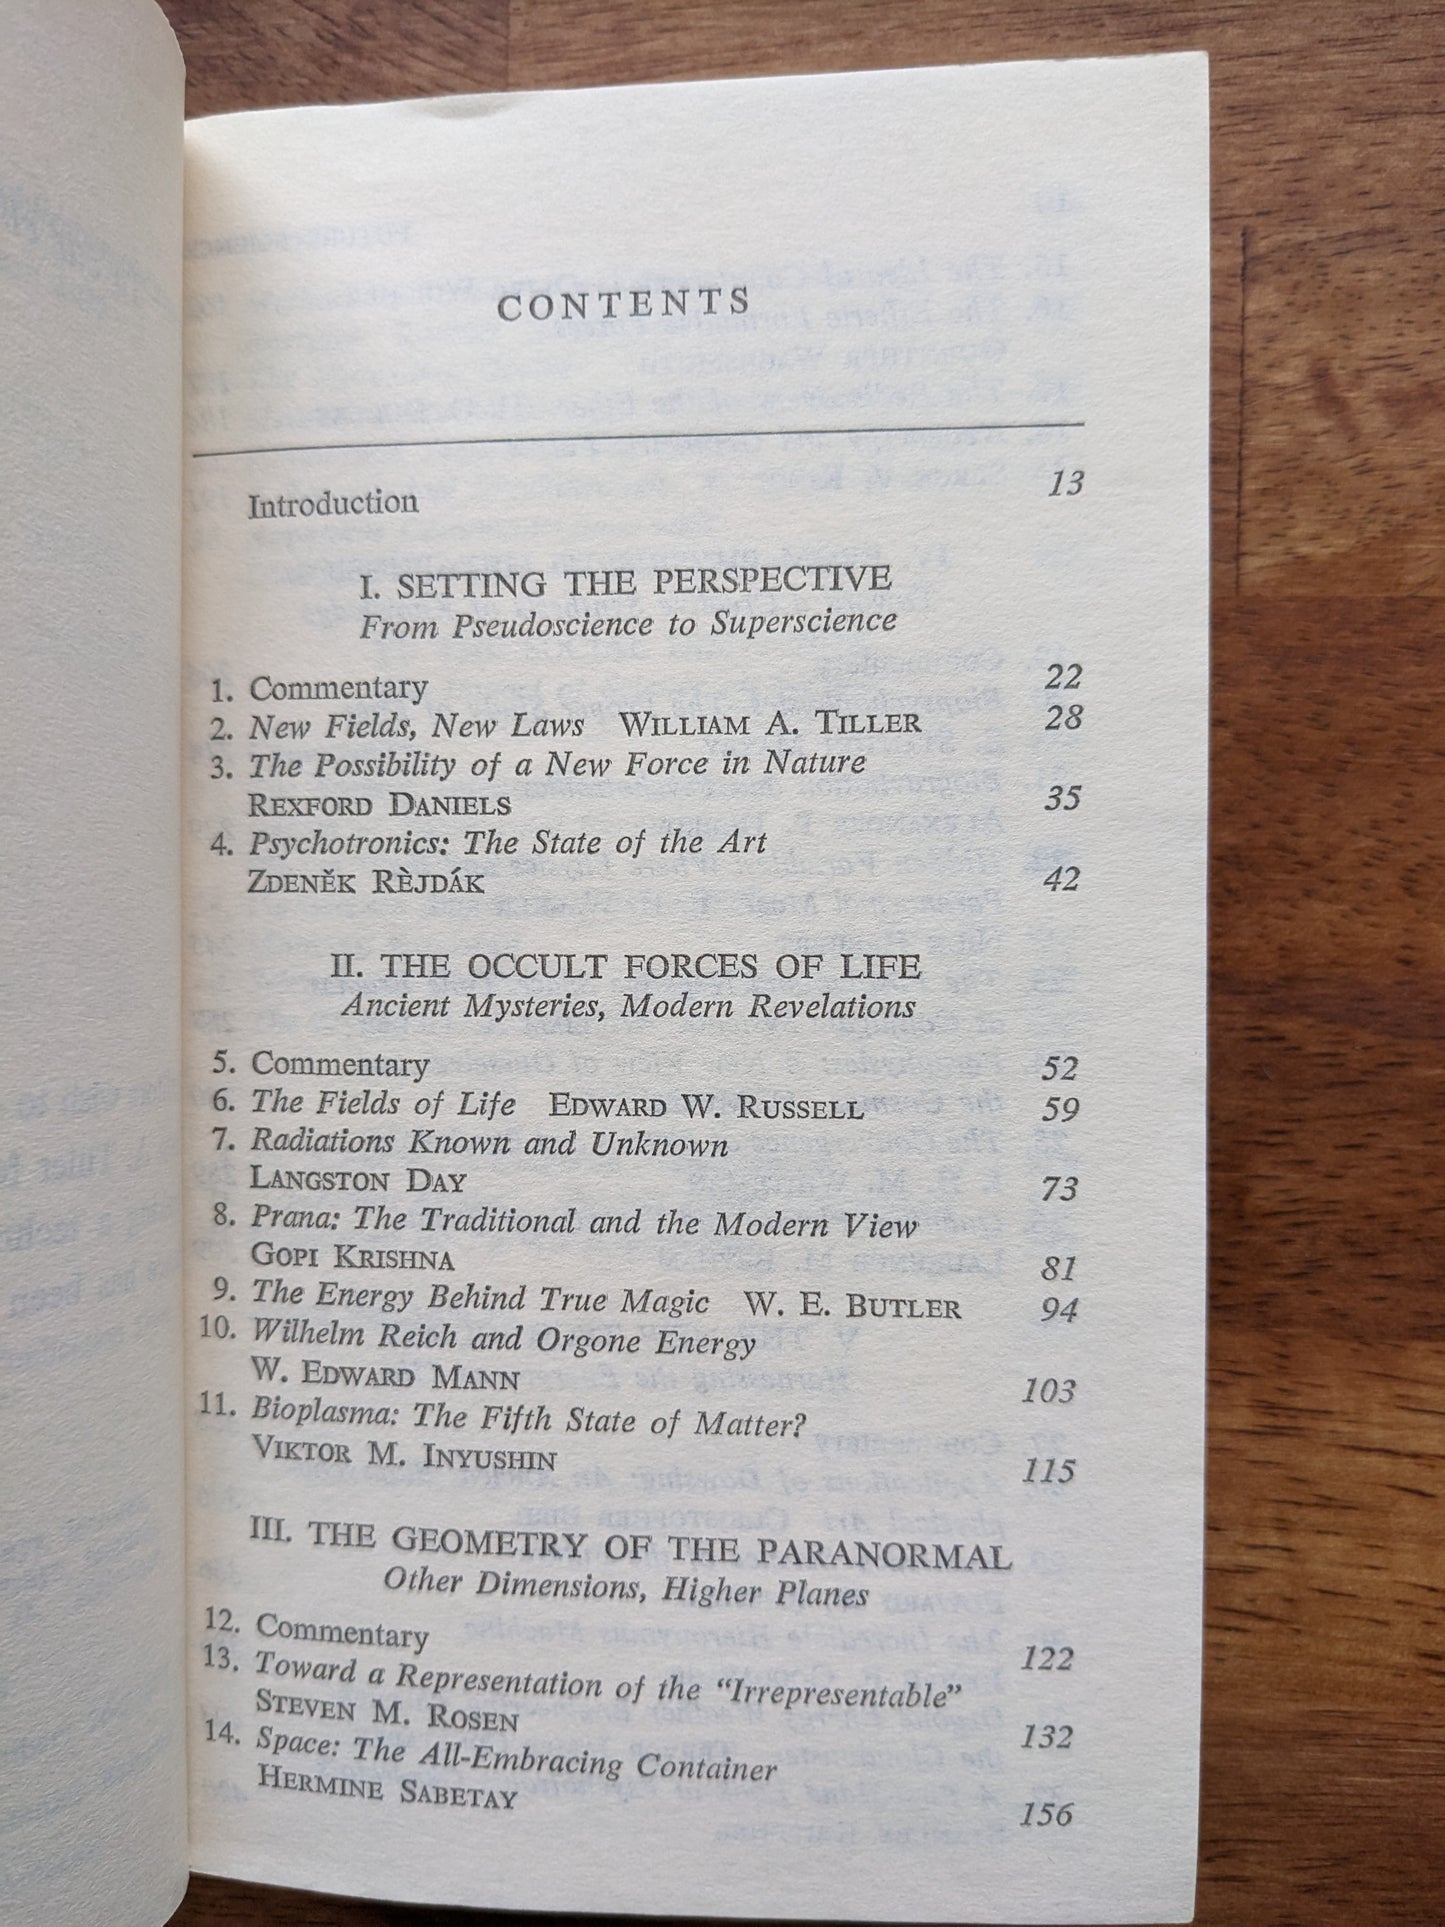 CONTENTS
Introduction 13
I. SETTING THE PERSPECTIVE
From Pseudoscience to Superscience
1. Commentary 22
2. New Fields, New Laws WILLIAM A. TILLER 28
3. The Possibility of a New Force in Nature
REXFORD DANIELS 35
4. Psychotronics: The State of the Art
ZDENĚK RÈJDÁK 42
II. THE OCCULT FORCES OF LIFE
Ancient Mysteries, Modern Revelations
5. Commentary 52
6. The Fields of Life EDWARD W. RUSSELL 59
7. Radiations Known and Unknown
LANGSTON DAY 73
8. Prana: The Traditional and the Modern View
GOPI KRISHNA 81
9. The Energy Behind True Magic W. E. BUTLER 94
10. Wilhelm Reich and Orgone Energy
W. EDWARD MANN 103
11. Bioplasma: The Fifth State of Matter?
VIKTOR M. INYUSHIN 115
III. THE GEOMETRY OF THE PARANORMAL
Other Dimensions, Higher Planes
12. Commentary 122
13. Toward a Representation of the “Irrepresentable”
STEVEN M. ROSEN 132
14. Space: The All-Embracing Container
HERMINE SABETAY 156